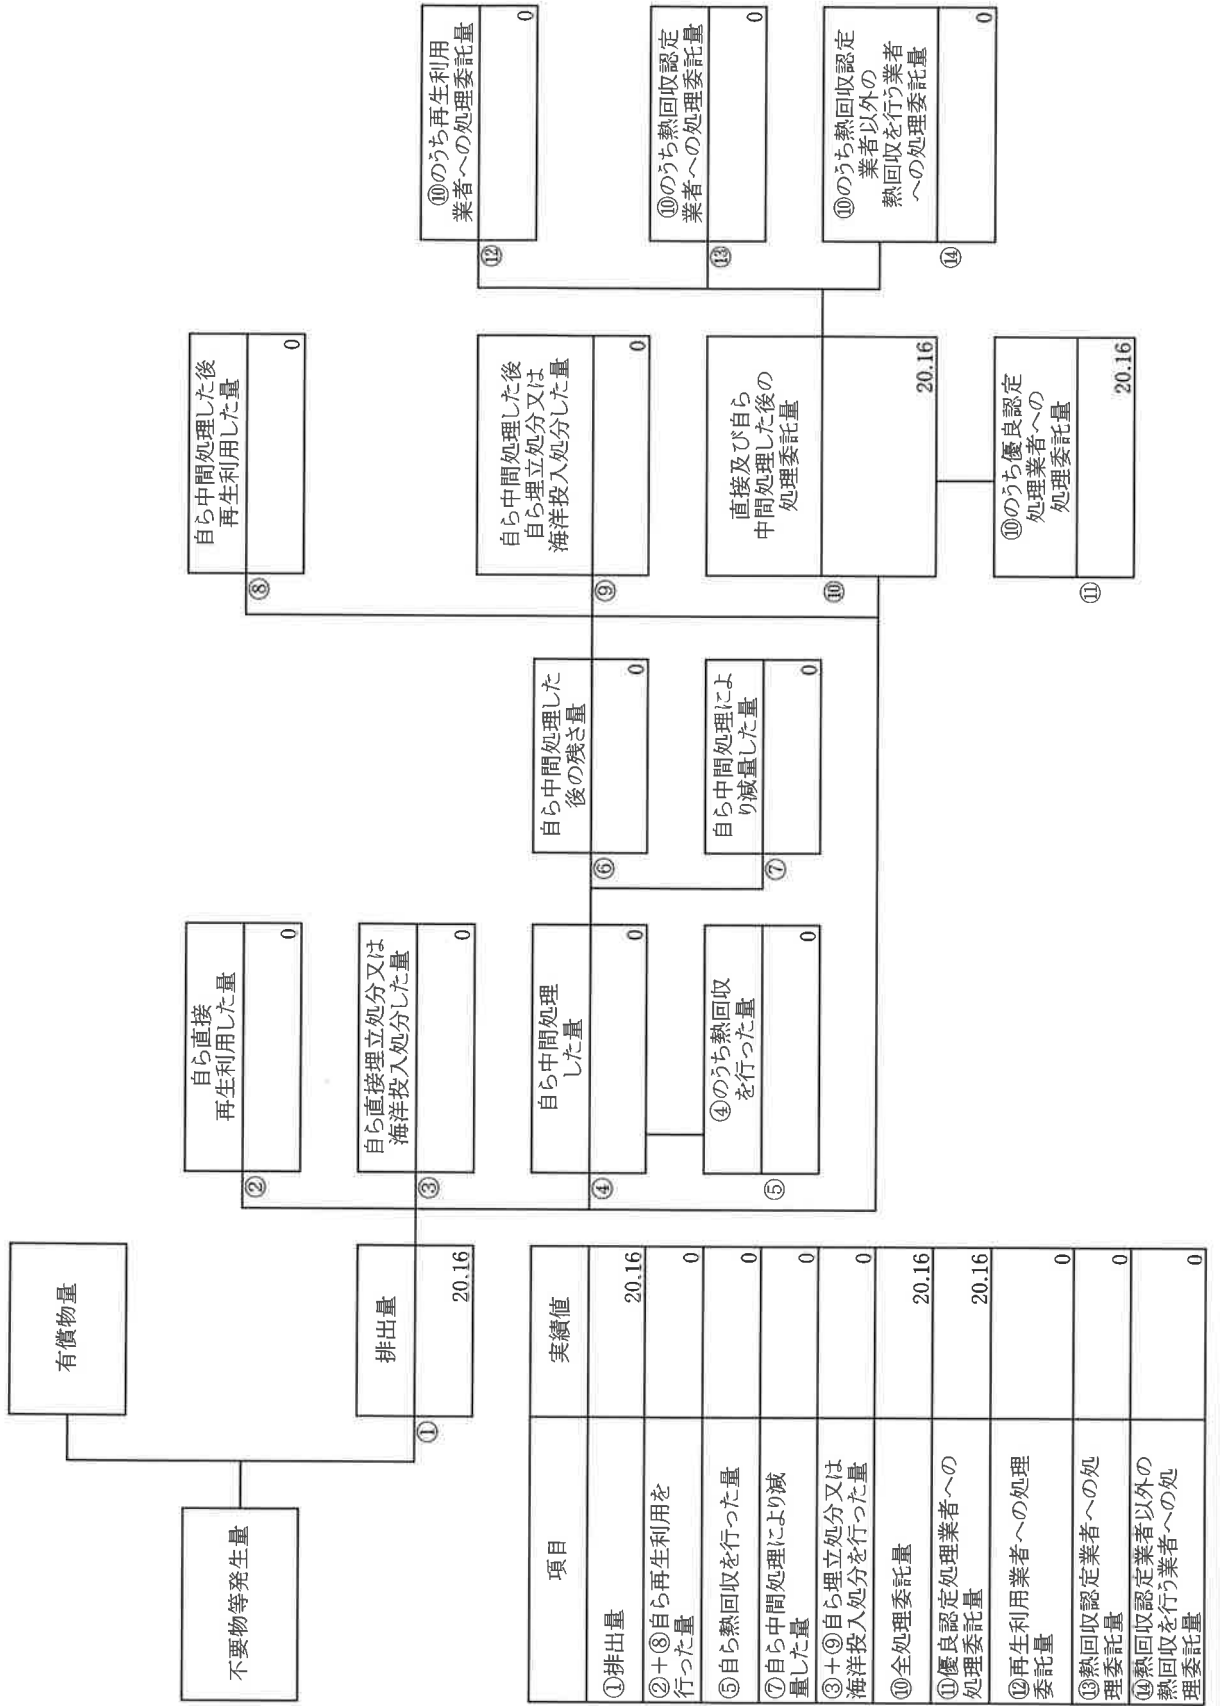 不要物等発生量
有償物量
①
排出量
20.16
②
自ら直接
再生利用した量
0
③
自ら直接埋立処分又は
海洋投入処分した量
0
④
自ら中間処理
した量
0
⑤
④のうち熱回収
を行った量
0
⑥
自ら中間処理した
後の残さ量
0
⑦
自ら中間処理によ
り減量した量
0
⑧
自ら中間処理した後
再生利用した量
0
⑨
自ら中間処理した後
自ら埋立処分又は
海洋投入処分した量
0
⑩
直接及び自ら
中間処理した後の
処理委託量
20.16
⑪
⑩のうち優良認定
処理業者への
処理委託量
20.16
⑫
⑩のうち再生利用
業者への処理委託量
0
⑬
⑩のうち熱回収認定
業者への処理委託量
0
⑭
⑩のうち熱回収認定
業者以外の
熱回収を行う業者
への処理委託量
0
項目 実績値
①排出量 20.16
②+⑧自ら再生利用を
行った量 0
⑤自ら熱回収を行った量 0
⑦自ら中間処理により減
量した量 0
③+⑨自ら埋立処分又は
海洋投入処分を行った量 0
⑩全処理委託量 20.16
⑪優良認定処理業者への
処理委託量 20.16
⑫再生利用業者への処理
委託量 0
⑬熱回収認定業者への処
理委託量 0
⑭熱回収認定業者以外の
熱回収を行う業者への処
理委託量 0